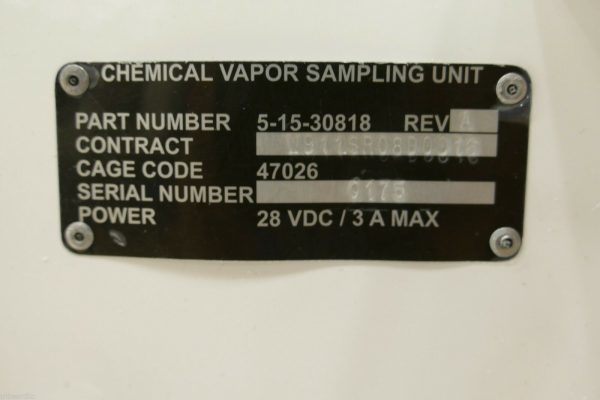 CHEMICAL VAPOR SAMPLING UNIT
PART NUMBER 5-15-30818 REV A
CONTRACT
CAGE CODE 47026
SERIAL NUMBER 0175
POWER 28 VDC / 3 A MAX